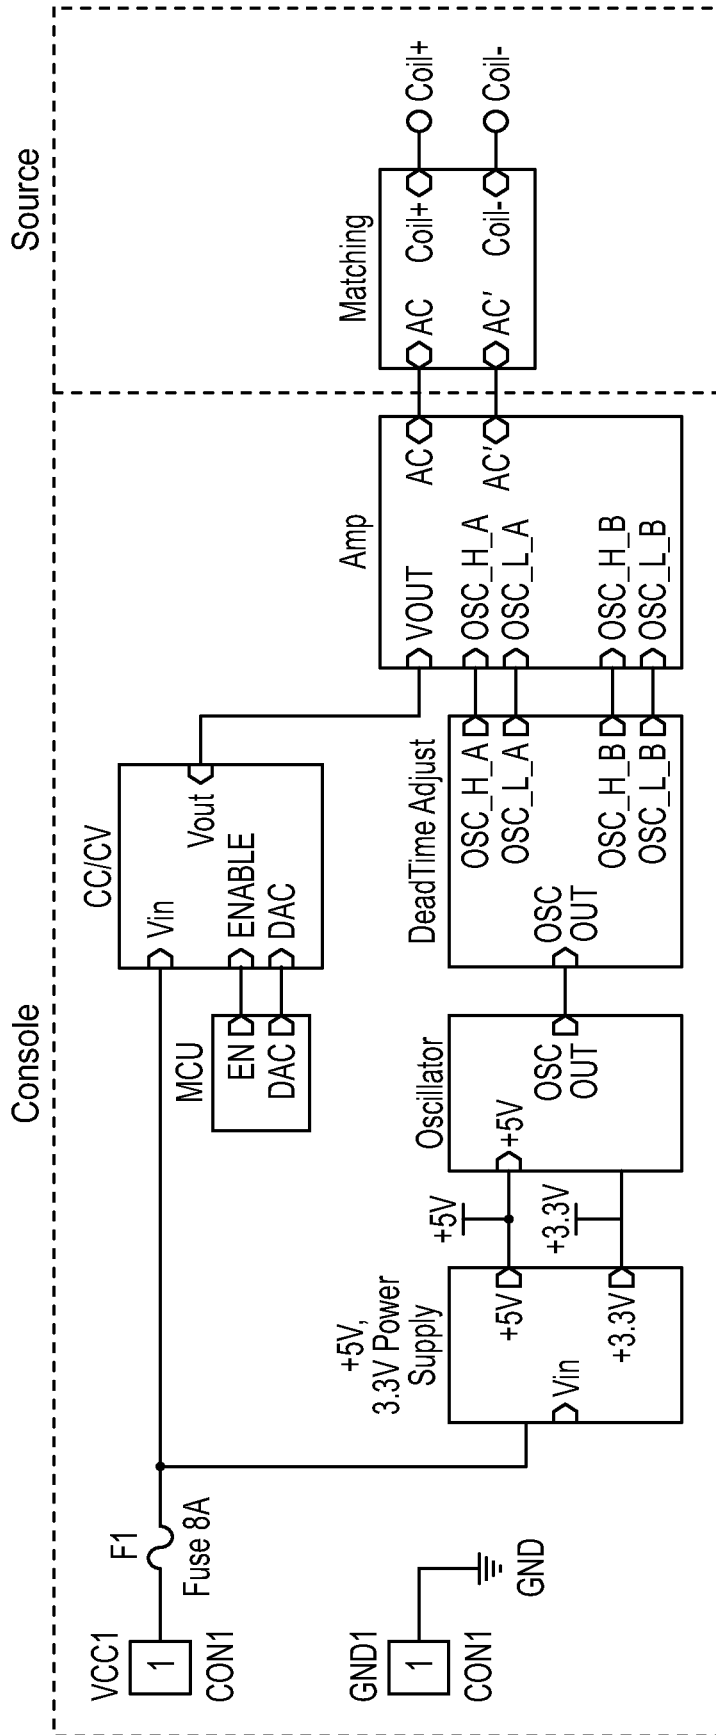 Console
Source
VCC1
1
CON1
F1
Fuse 8A
GND1
1
CON1
GND
+5V,
3.3V Power
Supply
Vin
+5V
+3.3V
+5V
+3.3V
Oscillator
+5V
OSC
OUT
MCU
EN
DAC
CC/CV
Vin
ENABLE
DAC
Vout
DeadTime Adjust
OSC
OUT
OSC_H_A
OSC_L_A
OSC_H_B
OSC_L_B
Amp
VOUT
OSC_H_A
OSC_L_A
OSC_H_B
OSC_L_B
AC
AC'
Matching
AC
AC'
Coil+
Coil-
Coil+
Coil-